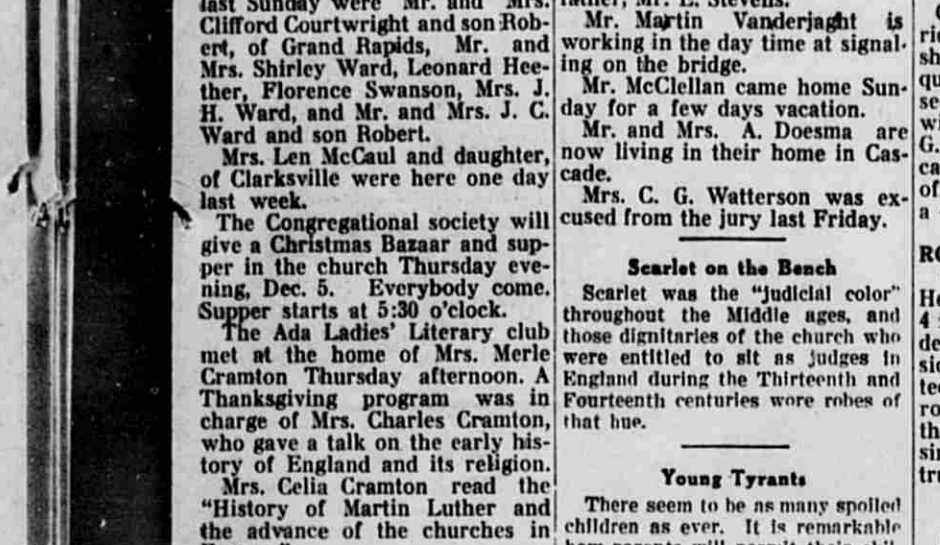 last Sunday were Mr. and Mrs.
Clifford Courtwright and son Rob-
ert, of Grand Rapids, Mr. and
Mrs. Shirley Ward, Leonard Hee-
ther, Florence Swanson, Mrs. J.
H. Ward, and Mr. and Mrs. J. C.
Ward and son Robert.
Mrs. Len McCaul and daughter,
of Clarksville were here one day
last week.
The Congregational society will
give a Christmas Bazaar and sup-
per in the church Thursday eve-
ning, Dec. 5. Everybody come.
Supper starts at 5:30 o'clock.
The Ada Ladies' Literary club
met at the home of Mrs. Merle
Cramton Thursday afternoon. A
Thanksgiving program was in
charge of Mrs. Charles Cramton,
who gave a talk on the early his-
tory of England and its religion.
Mrs. Celia Cramton read the
"History of Martin Luther and
the advance of the churches in
father, Mr. L. Stevens.
Mr. Martin Vanderjaght is
working in the day time at signal-
ing on the bridge.
Mr. McClellan came home Sun-
day for a few days vacation.
Mr. and Mrs. A. Doesma are
now living in their home in Cas-
cade.
Mrs. C. G. Watterson was ex-
cused from the jury last Friday.
Scarlet on the Bench
Scarlet was the "judicial color"
throughout the Middle ages, and
those dignitaries of the church who
were entitled to sit as judges in
England during the Thirteenth and
Fourteenth centuries wore robes of
that hue.
Young Tyrants
There seem to be as many spoiled
children as ever. It is remarkable